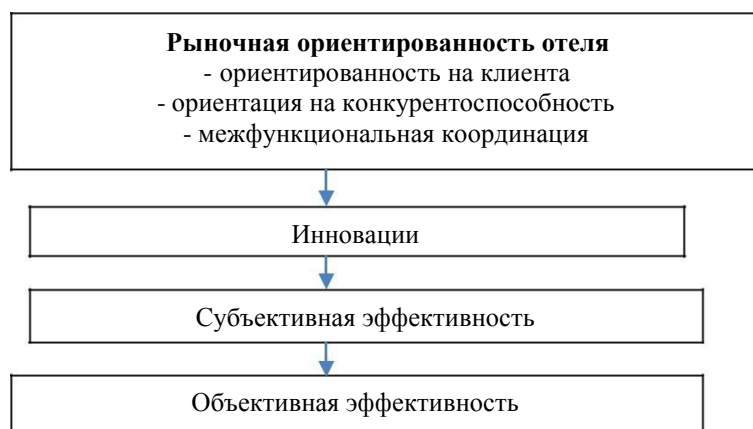 Рыночная ориентированность отеля
- ориентированность на клиента
- ориентация на конкурентоспособность
- межфункциональная координация
Инновации
Субъективная эффективность
Объективная эффективность